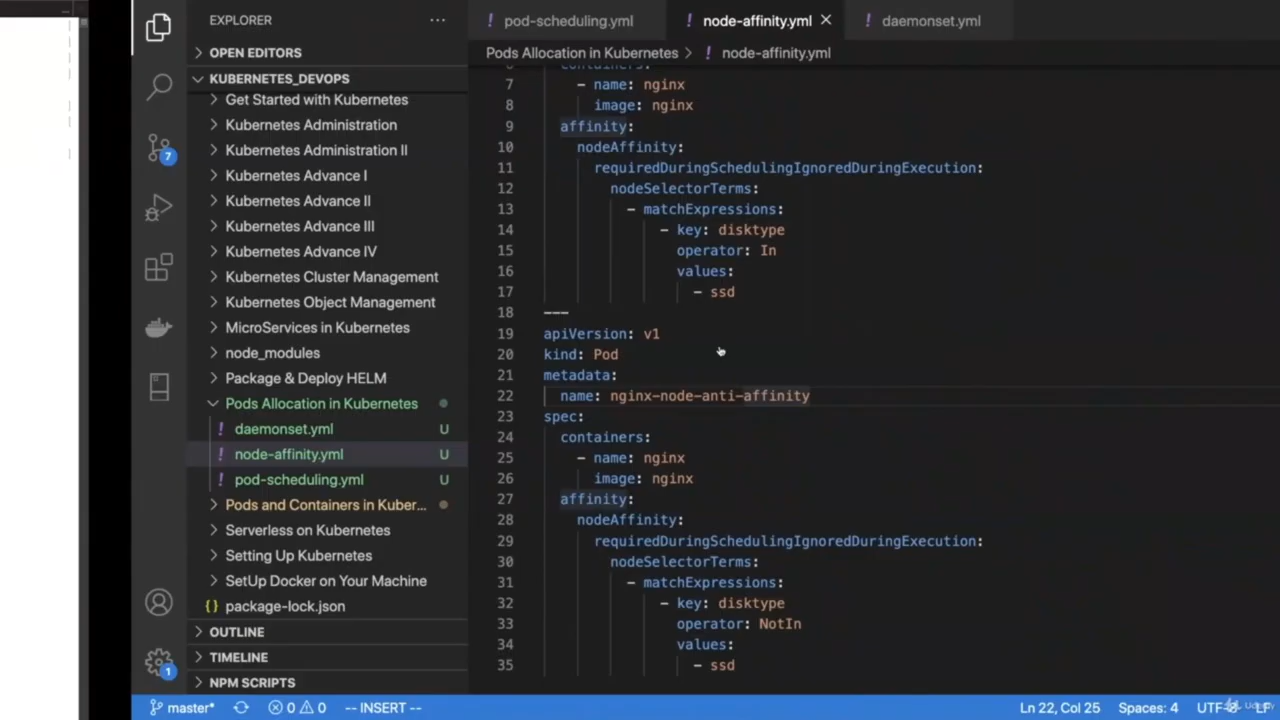 EXPLORER
OPEN EDITORS
KUBERNETES_DEVOPS
Get Started with Kubernetes
Kubernetes Administration
Kubernetes Administration II
Kubernetes Advance I
Kubernetes Advance II
Kubernetes Advance III
Kubernetes Advance IV
Kubernetes Cluster Management
Kubernetes Object Management
MicroServices in Kubernetes
node_modules
Package & Deploy HELM
Pods Allocation in Kubernetes
! daemonset.yml U
! node-affinity.yml U
! pod-scheduling.yml U
Pods and Containers in Kuber...
Serverless on Kubernetes
Setting Up Kubernetes
SetUp Docker on Your Machine
{} package-lock.json
OUTLINE
TIMELINE
NPM SCRIPTS
7
1
! pod-scheduling.yml ! node-affinity.yml × ! daemonset.yml
Pods Allocation in Kubernetes > ! node-affinity.yml
6 containers:
7 - name: nginx
8 image: nginx
9 affinity:
10 nodeAffinity:
11 requiredDuringSchedulingIgnoredDuringExecution:
12 nodeSelectorTerms:
13 - matchExpressions:
14 - key: disktype
15 operator: In
16 values:
17 - ssd
18 ---
19 apiVersion: v1
20 kind: Pod
21 metadata:
22 name: nginx-node-anti-affinity
23 spec:
24 containers:
25 - name: nginx
26 image: nginx
27 affinity:
28 nodeAffinity:
29 requiredDuringSchedulingIgnoredDuringExecution:
30 nodeSelectorTerms:
31 - matchExpressions:
32 - key: disktype
33 operator: NotIn
34 values:
35 - ssd
master* 0 0 -- INSERT -- Ln 22, Col 25 Spaces: 4 UTF-8 LF